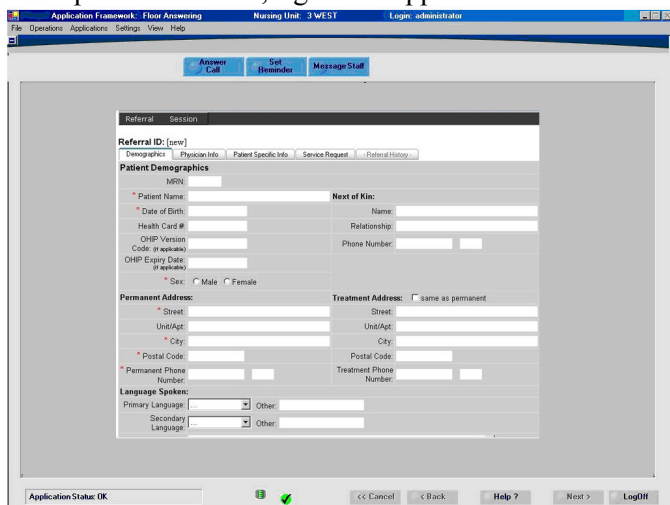 Application Framework: Floor Answering Nursing Unit: 3 WEST Login: administrator
File Operations Applications Settings View Help
Answer Call Set Reminder Message Staff
Referral Session
Referral ID: [new]
Demographics Physician Info Patient Specific Info Service Request - Referral History -
Patient Demographics
MRN:
* Patient Name: Next of Kin:
* Date of Birth: Name:
Health Card #: Relationship:
OHIP Version Code: (if applicable) Phone Number:
OHIP Expiry Date: (if applicable)
* Sex: Male Female
Permanent Address: Treatment Address: same as permanent
* Street: Street:
Unit/Apt: Unit/Apt:
* City: City:
* Postal Code: Postal Code:
* Permanent Phone Number: Treatment Phone Number:
Language Spoken:
Primary Language: ... Other:
Secondary Language: ... Other:
Application Status: OK << Cancel < Back Help ? Next > LogOff